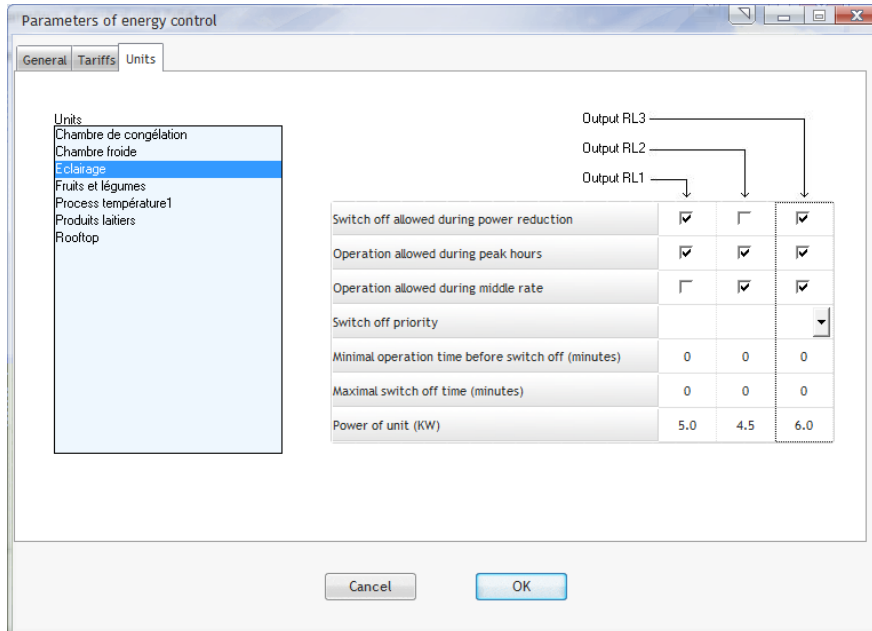 Parameters of energy control
General Tariffs Units
Units
Chambre de congélation
Chambre froide
Eclairage
Fruits et légumes
Process température1
Produits laitiers
Rooftop
Output RL3
Output RL2
Output RL1
Switch off allowed during power reduction
Operation allowed during peak hours
Operation allowed during middle rate
Switch off priority
Minimal operation time before switch off (minutes) 0 0 0
Maximal switch off time (minutes) 0 0 0
Power of unit (KW) 5.0 4.5 6.0
Cancel OK